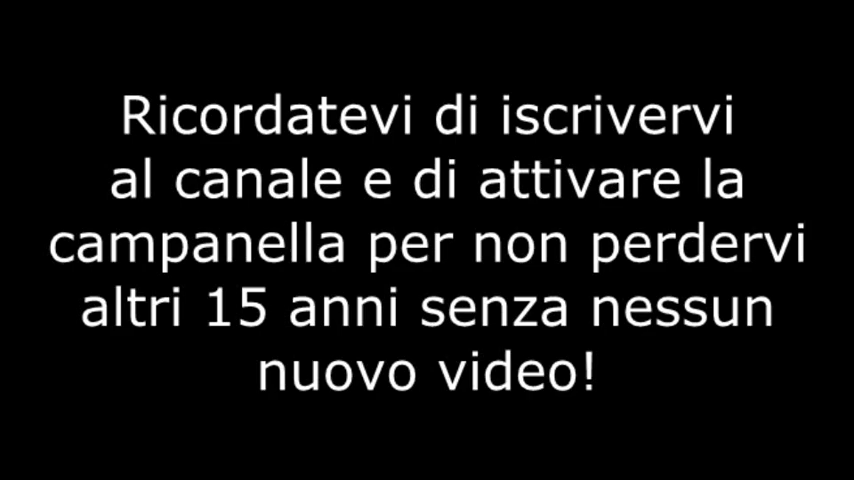 Ricordatevi di iscrivervi
al canale e di attivare la
campanella per non perdervi
altri 15 anni senza nessun
nuovo video!